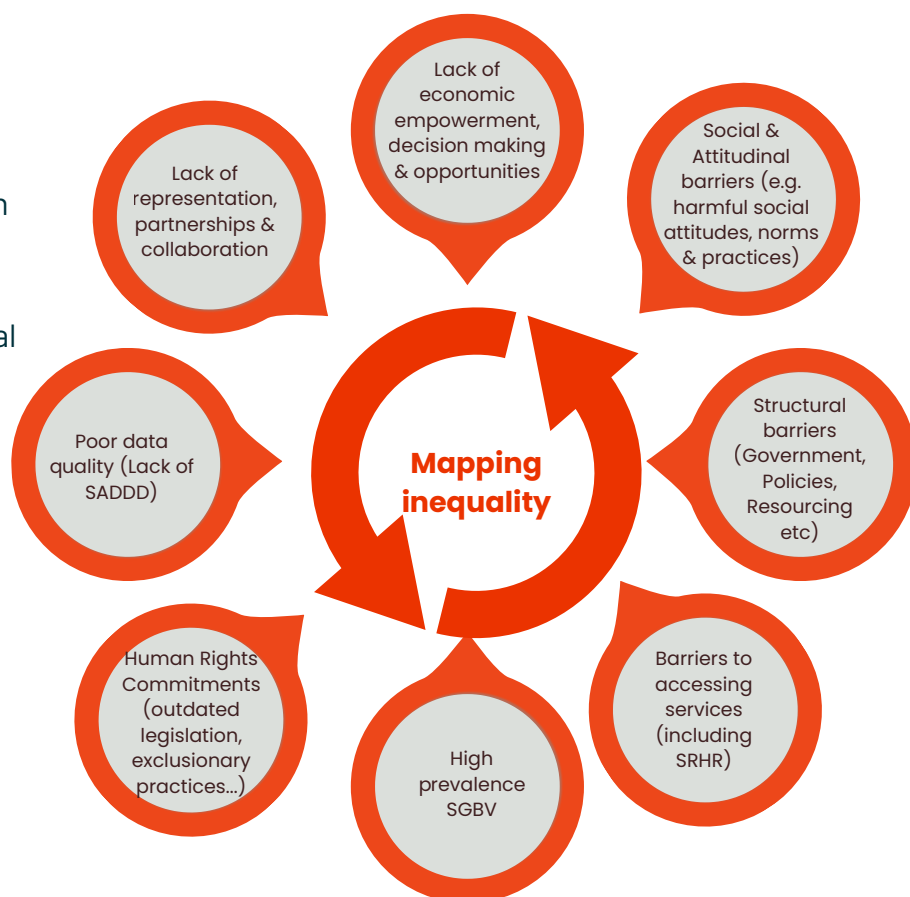 Lack of
economic
empowerment,
decision making
& opportunities
Social &
Attitudinal
barriers (e.g.
harmful social
attitudes, norms
& practices)
Lack of
representation,
partnerships &
collaboration
Structural
barriers
(Government,
Policies,
Resourcing
etc)
Poor data
quality (Lack of
SADDD)
Mapping
inequality
Human Rights
Commitments
(outdated
legislation,
exclusionary
practices...)
Barriers to
accessing
services
(including
SRHR)
High
prevalence
SGBV